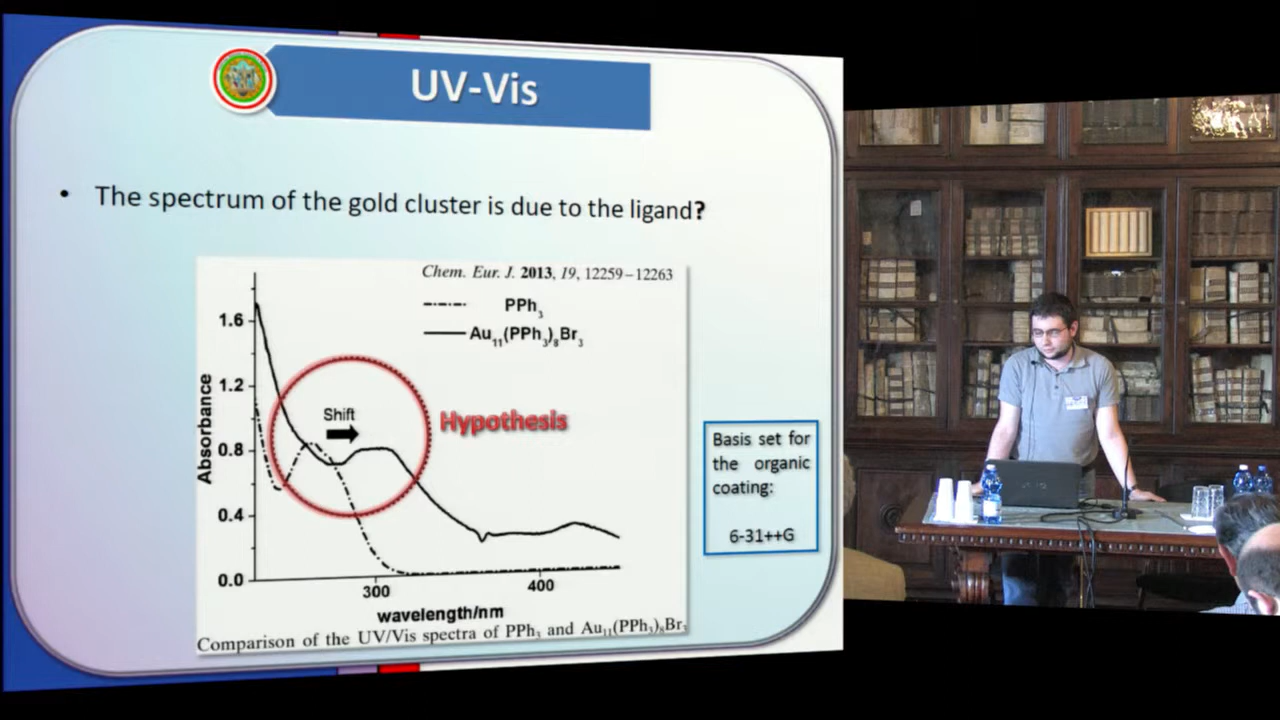 UV-Vis
• The spectrum of the gold cluster is due to the ligand?
Chem. Eur. J. 2013, 19, 12259–12263
PPh3
Au11(PPh3)8Br3
1.6
1.2
0.8
0.4
0.0
Absorbance
Shift
Hypothesis
300
400
wavelength/nm
Comparison of the UV/Vis spectra of PPh3 and Au11(PPh3)8Br3
Basis set for
the organic
coating:
6-31++G